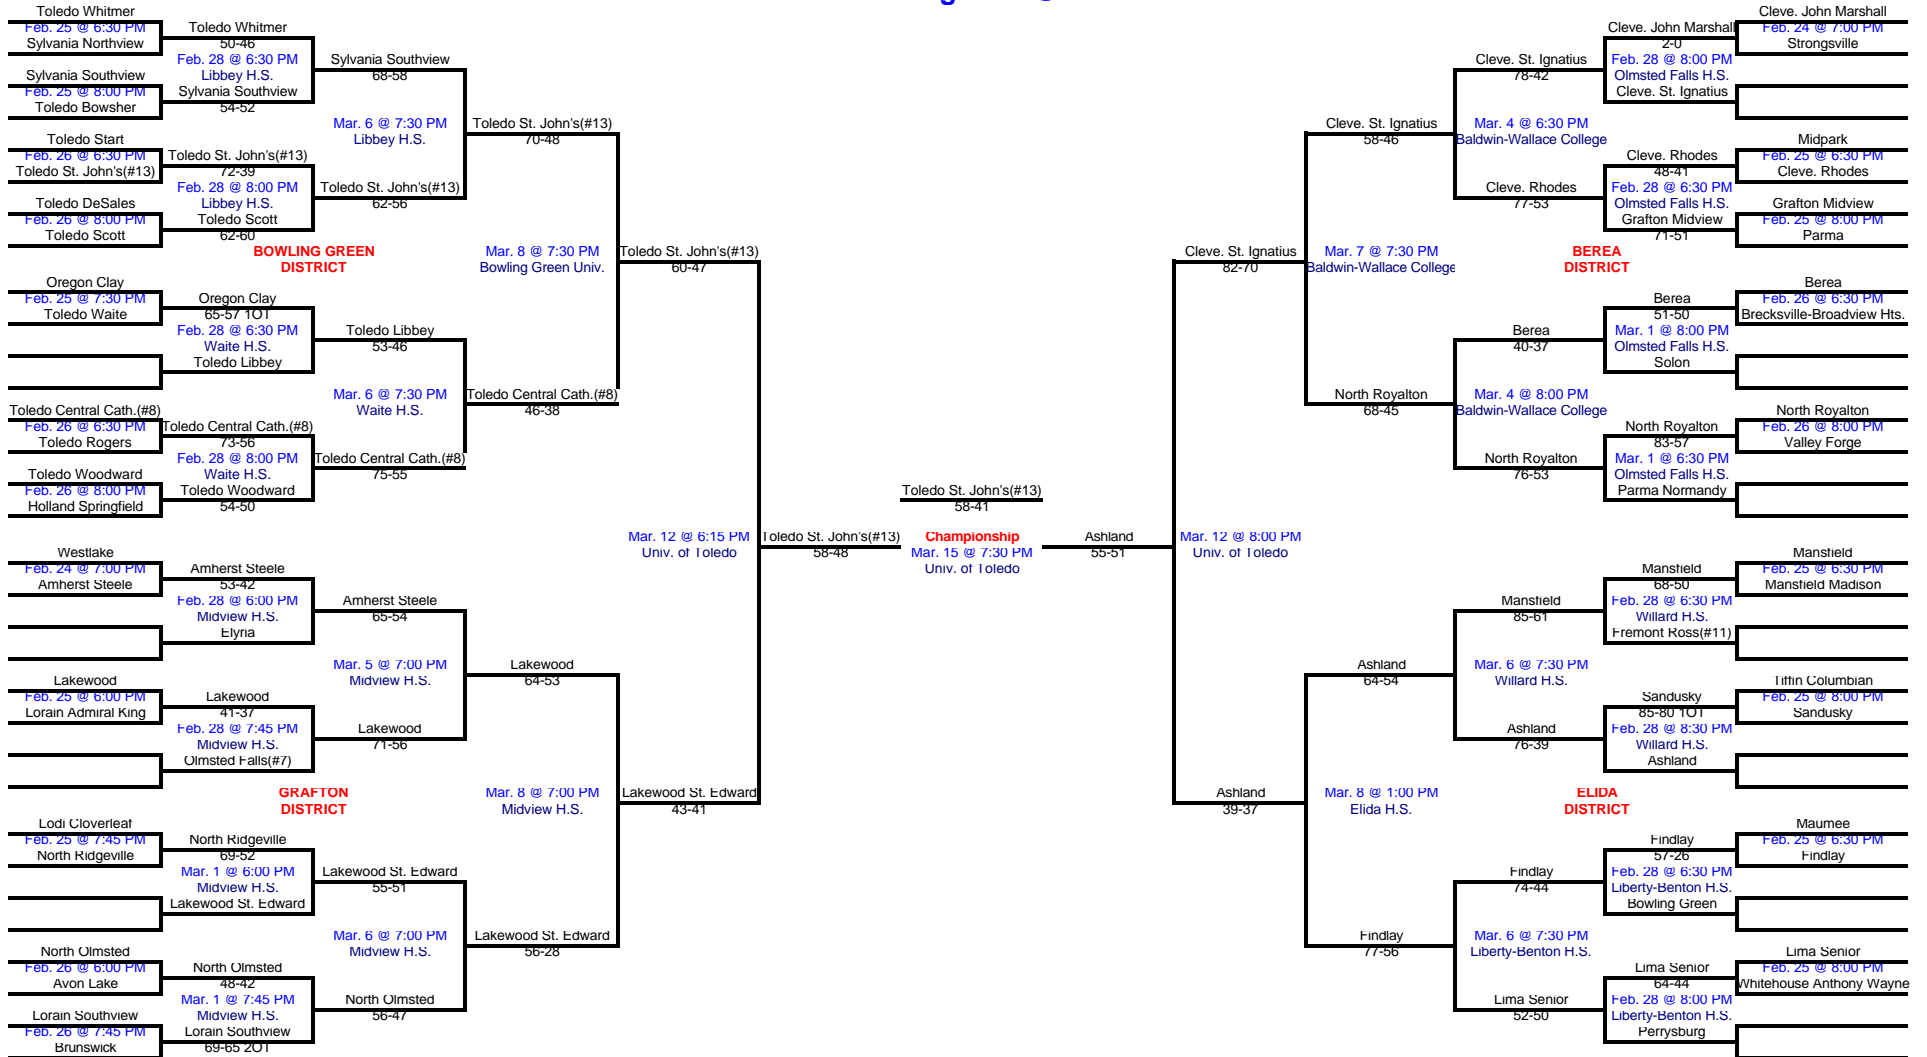 Toledo Whitmer
Feb. 25 @ 6:30 PM
Sylvania Northview
Sylvania Southview
Feb. 25 @ 8:00 PM
Toledo Bowsher
Toledo Start
Feb. 26 @ 6:30 PM
Toledo St. John's(#13)
Toledo DeSales
Feb. 26 @ 8:00 PM
Toledo Scott
Oregon Clay
Feb. 25 @ 7:30 PM
Toledo Waite
Toledo Central Cath.(#8)
Feb. 26 @ 6:30 PM
Toledo Rogers
Toledo Woodward
Feb. 26 @ 8:00 PM
Holland Springfield
Westlake
Feb. 24 @ 7:00 PM
Amherst Steele
Lakewood
Feb. 25 @ 6:00 PM
Lorain Admiral King
Lodi Cloverleaf
Feb. 25 @ 7:45 PM
North Ridgeville
North Olmsted
Feb. 26 @ 6:00 PM
Avon Lake
Lorain Southview
Feb. 26 @ 7:45 PM
Brunswick
Toledo Whitmer
50-46
Feb. 28 @ 6:30 PM
Libbey H.S.
Sylvania Southview
54-52
Toledo St. John's(#13)
72-39
Feb. 28 @ 8:00 PM
Libbey H.S.
Toledo Scott
62-60
BOWLING GREEN
DISTRICT
Oregon Clay
65-57 1OT
Feb. 28 @ 6:30 PM
Waite H.S.
Toledo Libbey
Toledo Central Cath.(#8)
73-56
Feb. 28 @ 8:00 PM
Waite H.S.
Toledo Woodward
54-50
Amherst Steele
53-42
Feb. 28 @ 6:00 PM
Midview H.S.
Elyria
Lakewood
41-37
Feb. 28 @ 7:45 PM
Midview H.S.
Olmsted Falls(#7)
GRAFTON
DISTRICT
North Ridgeville
69-52
Mar. 1 @ 6:00 PM
Midview H.S.
Lakewood St. Edward
North Olmsted
48-42
Mar. 1 @ 7:45 PM
Midview H.S.
Lorain Southview
69-65 2OT
Sylvania Southview
68-58
Mar. 6 @ 7:30 PM
Libbey H.S.
Toledo St. John's(#13)
62-56
Toledo Libbey
53-46
Mar. 6 @ 7:30 PM
Waite H.S.
Toledo Central Cath.(#8)
75-55
Amherst Steele
65-54
Mar. 5 @ 7:00 PM
Midview H.S.
Lakewood
71-56
Lakewood St. Edward
55-51
Mar. 6 @ 7:00 PM
Midview H.S.
North Olmsted
56-47
Toledo St. John's(#13)
70-48
Mar. 8 @ 7:30 PM
Bowling Green Univ.
Toledo Central Cath.(#8)
46-38
Lakewood
64-53
Mar. 8 @ 7:00 PM
Midview H.S.
Lakewood St. Edward
56-28
Toledo St. John's(#13)
60-47
Mar. 12 @ 6:15 PM
Univ. of Toledo
Lakewood St. Edward
43-41
Toledo St. John's(#13)
58-48
Toledo St. John's(#13)
58-41
Championship
Mar. 15 @ 7:30 PM
Univ. of Toledo
Ashland
55-51
Cleve. St. Ignatius
82-70
Mar. 12 @ 8:00 PM
Univ. of Toledo
Ashland
39-37
Cleve. St. Ignatius
58-46
Mar. 7 @ 7:30 PM
Baldwin-Wallace College
North Royalton
68-45
Ashland
64-54
Mar. 8 @ 1:00 PM
Elida H.S.
Findlay
77-56
Cleve. St. Ignatius
78-42
Mar. 4 @ 6:30 PM
Baldwin-Wallace College
Cleve. Rhodes
77-53
Berea
40-37
Mar. 4 @ 8:00 PM
Baldwin-Wallace College
North Royalton
76-53
Mansfield
85-61
Mar. 6 @ 7:30 PM
Willard H.S.
Ashland
76-39
Findlay
74-44
Mar. 6 @ 7:30 PM
Liberty-Benton H.S.
Lima Senior
52-50
Cleve. John Marshall
2-0
Feb. 28 @ 8:00 PM
Olmsted Falls H.S.
Cleve. St. Ignatius
Cleve. Rhodes
48-41
Feb. 28 @ 6:30 PM
Olmsted Falls H.S.
Grafton Midview
71-51
BEREA
DISTRICT
Berea
51-50
Mar. 1 @ 8:00 PM
Olmsted Falls H.S.
Solon
North Royalton
83-57
Mar. 1 @ 6:30 PM
Olmsted Falls H.S.
Parma Normandy
Mansfield
68-50
Feb. 28 @ 6:30 PM
Willard H.S.
Fremont Ross(#11)
Sandusky
85-80 1OT
Feb. 28 @ 8:30 PM
Willard H.S.
Ashland
ELIDA
DISTRICT
Findlay
57-26
Feb. 28 @ 6:30 PM
Liberty-Benton H.S.
Bowling Green
Lima Senior
64-44
Feb. 28 @ 8:00 PM
Liberty-Benton H.S.
Perrysburg
Cleve. John Marshall
Feb. 24 @ 7:00 PM
Strongsville
Midpark
Feb. 25 @ 6:30 PM
Cleve. Rhodes
Grafton Midview
Feb. 25 @ 8:00 PM
Parma
Berea
Feb. 26 @ 6:30 PM
Brecksville-Broadview Hts.
North Royalton
Feb. 26 @ 8:00 PM
Valley Forge
Mansfield
Feb. 25 @ 6:30 PM
Mansfield Madison
Tiffin Columbian
Feb. 25 @ 8:00 PM
Sandusky
Maumee
Feb. 25 @ 6:30 PM
Findlay
Lima Senior
Feb. 25 @ 8:00 PM
Whitehouse Anthony Wayne